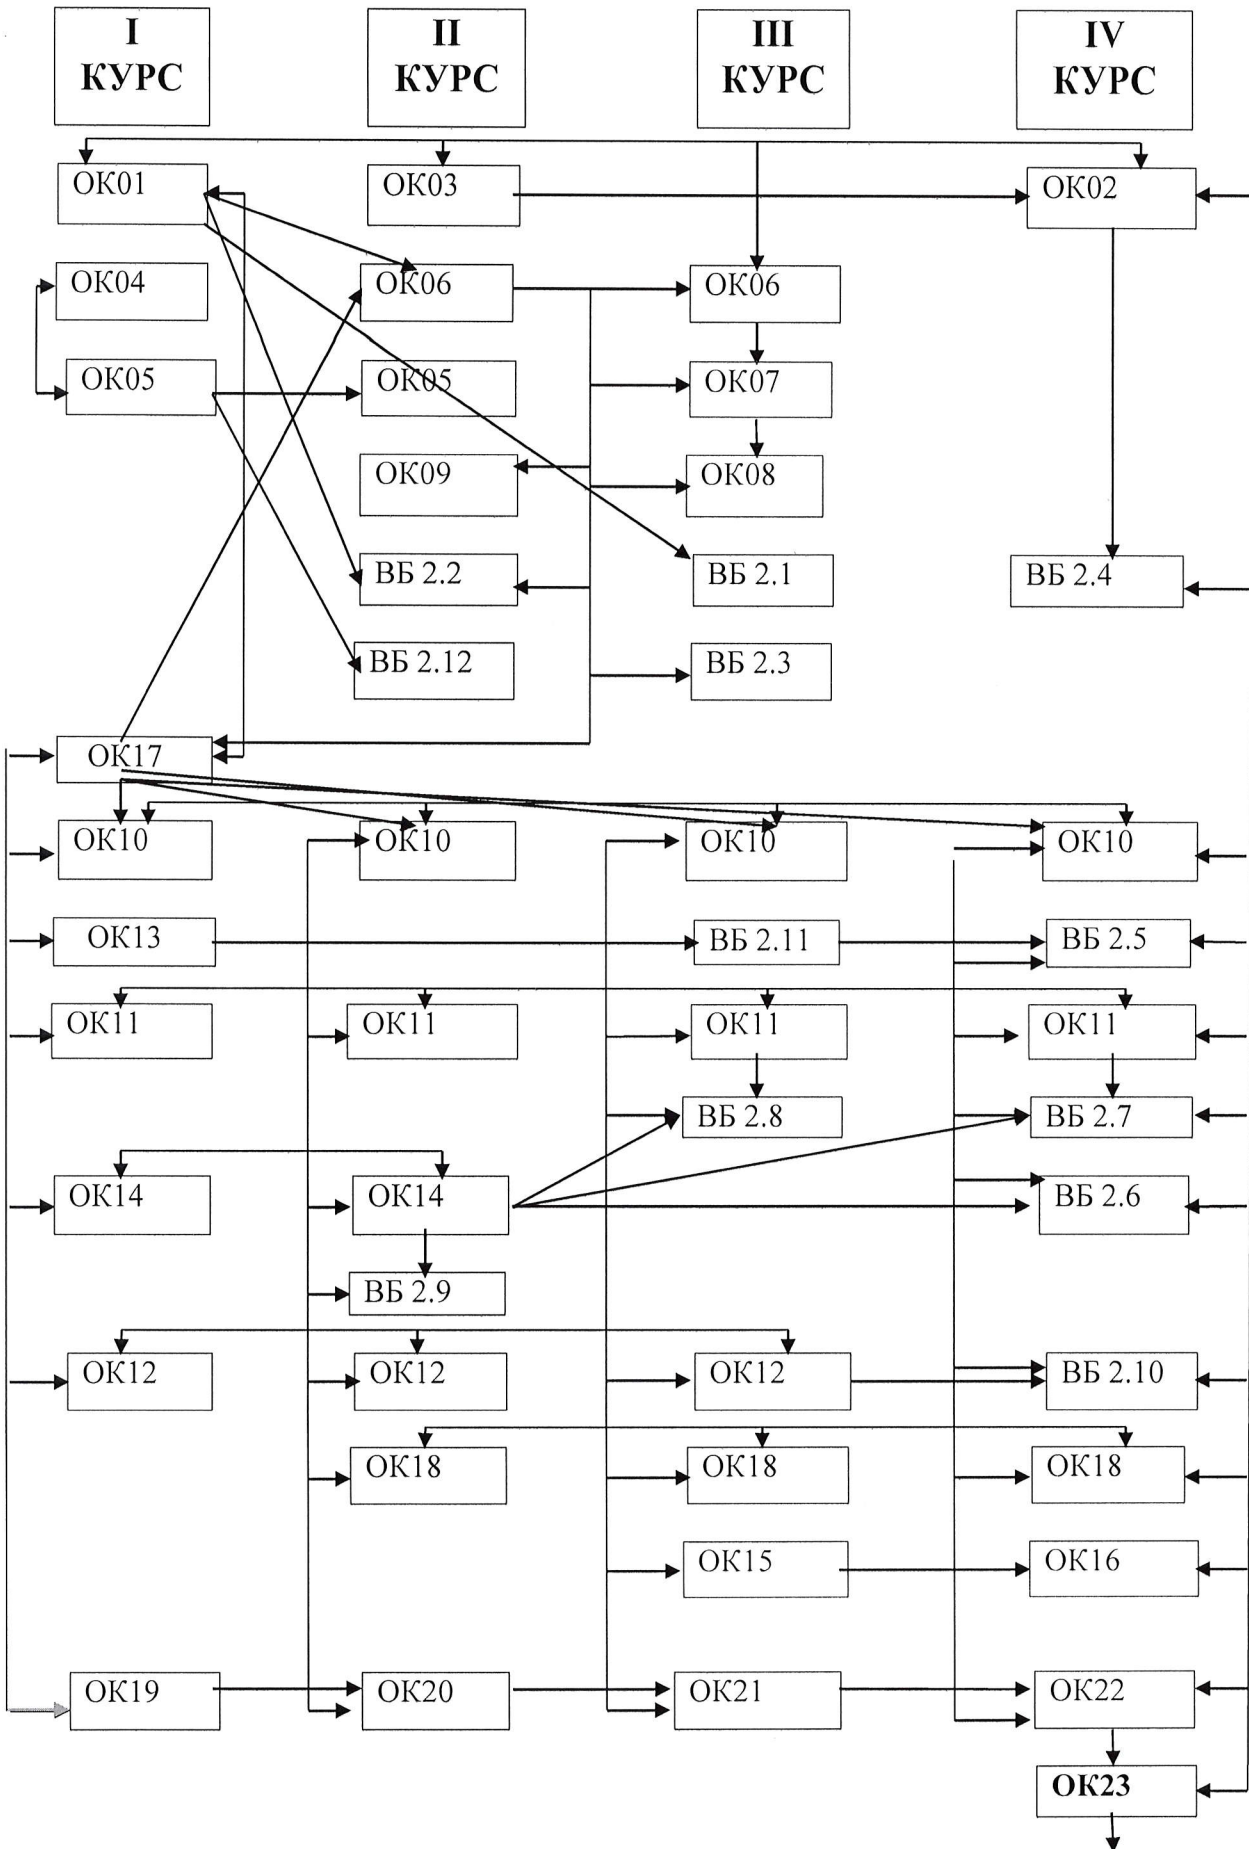 I
КУРС
II
КУРС
III
КУРС
IV
КУРС
ОК01
ОК03
ОК02
ОК04
ОК06
ОК06
ОК05
ОК05
ОК07
ОК09
ОК08
ВБ 2.2
ВБ 2.1
ВБ 2.4
ВБ 2.12
ВБ 2.3
ОК17
ОК10
ОК10
ОК10
ОК10
ОК13
ВБ 2.11
ВБ 2.5
ОК11
ОК11
ОК11
ОК11
ВБ 2.8
ВБ 2.7
ОК14
ОК14
ВБ 2.6
ВБ 2.9
ОК12
ОК12
ОК12
ВБ 2.10
ОК18
ОК18
ОК18
ОК15
ОК16
ОК19
ОК20
ОК21
ОК22
ОК23